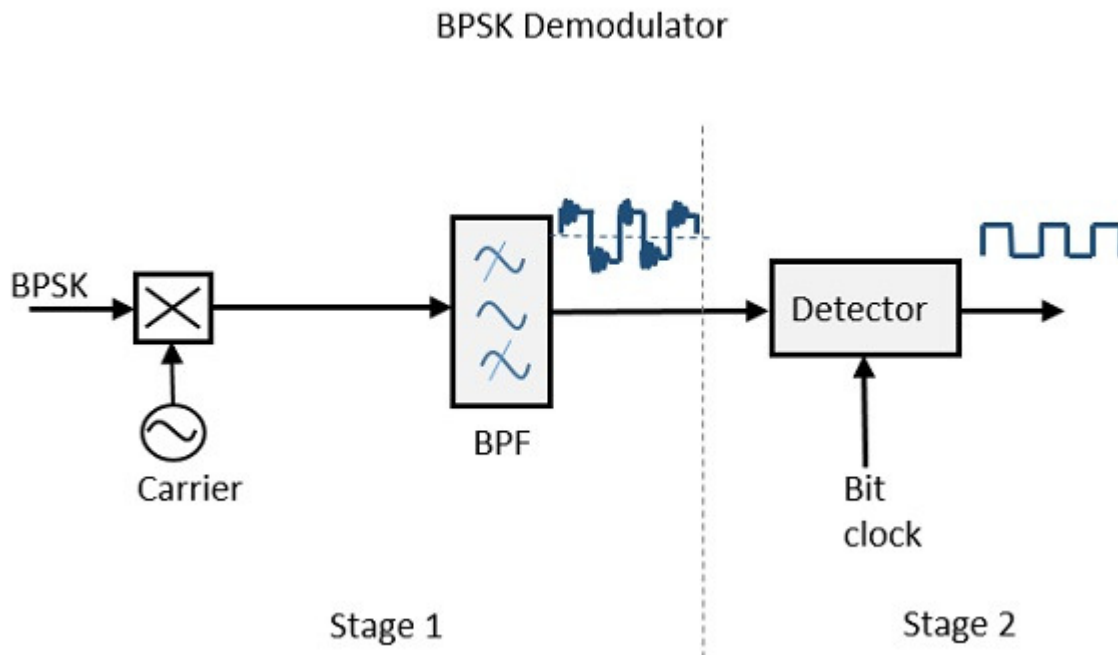 BPSK Demodulator
BPSK
Detector
BPF
Carrier
Bit
clock
Stage 1
Stage 2